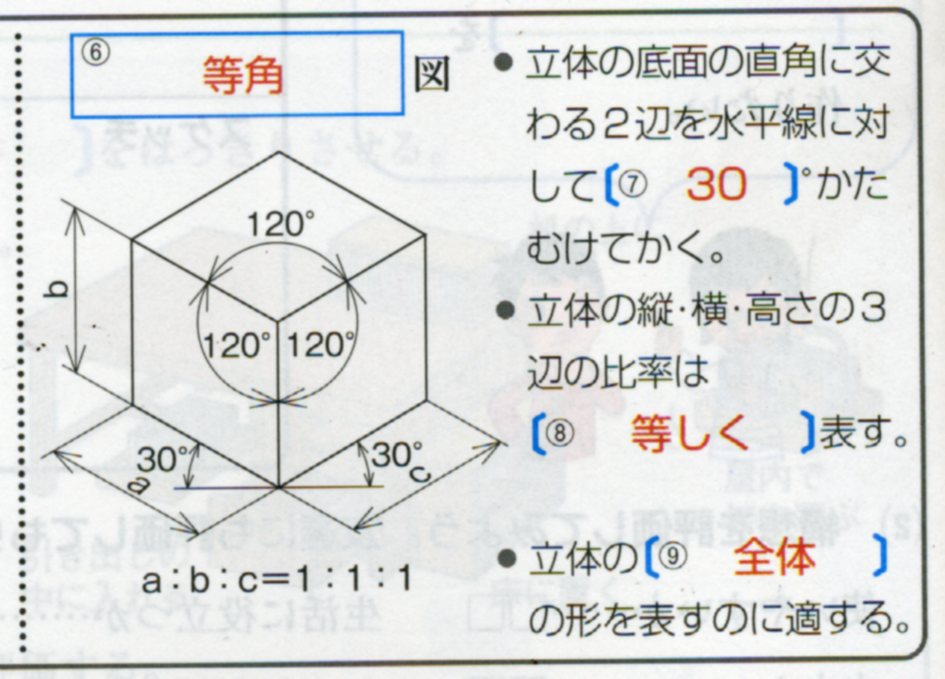 ⑥ 等角 図
120°
120° 120°
b
30° 30°
a c
a:b:c=1:1:1
● 立体の底面の直角に交
わる2辺を水平線に対
して〔⑦ 30 〕°かた
むけてかく。
● 立体の縦・横・高さの3
辺の比率は
〔⑧ 等しく 〕表す。
● 立体の〔⑨ 全体 〕
の形を表すのに適する。